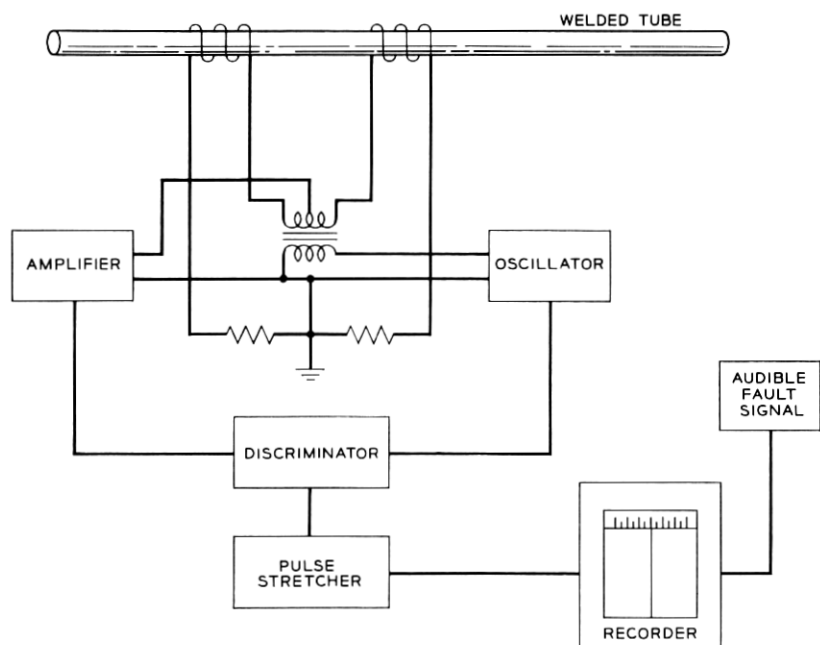 WELDED TUBE
AMPLIFIER
OSCILLATOR
AUDIBLE
FAULT
SIGNAL
DISCRIMINATOR
PULSE
STRETCHER
RECORDER